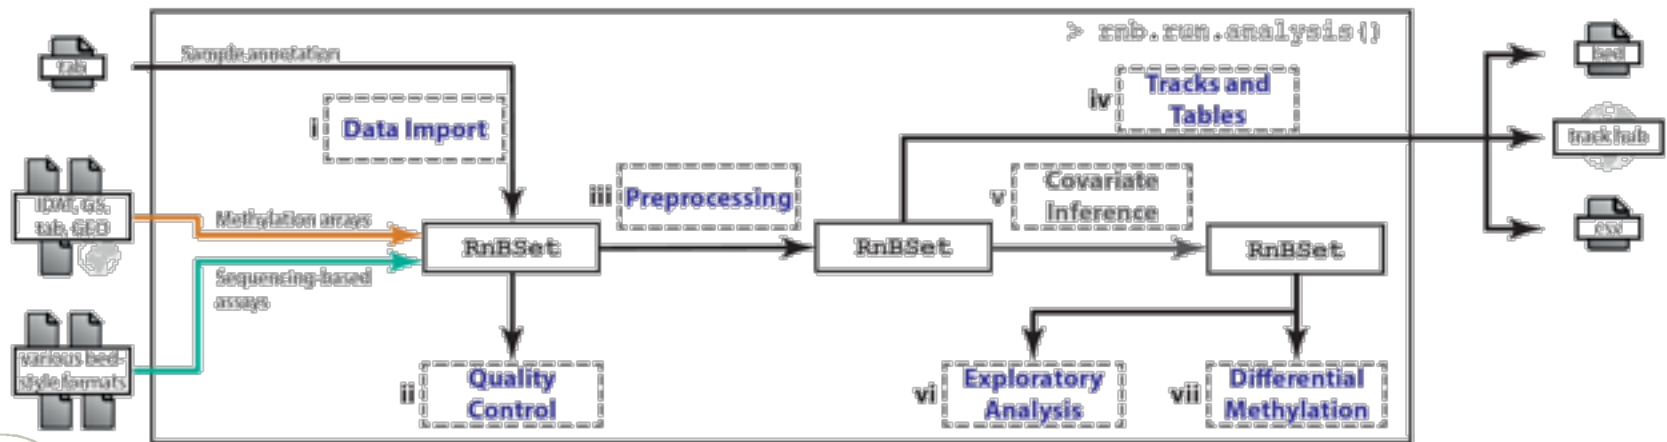 > rnb.run.analysis()
tab
Sample annotation
i
Data Import
iv
Tracks and
Tables
bed
track hub
csv
IDAT, GS,
tab, GEO
Methylation arrays
iii
Preprocessing
v
Covariate
Inference
RnBSet
RnBSet
RnBSet
Sequencing-based
assays
various bed-
style formats
ii
Quality
Control
vi
Exploratory
Analysis
vii
Differential
Methylation